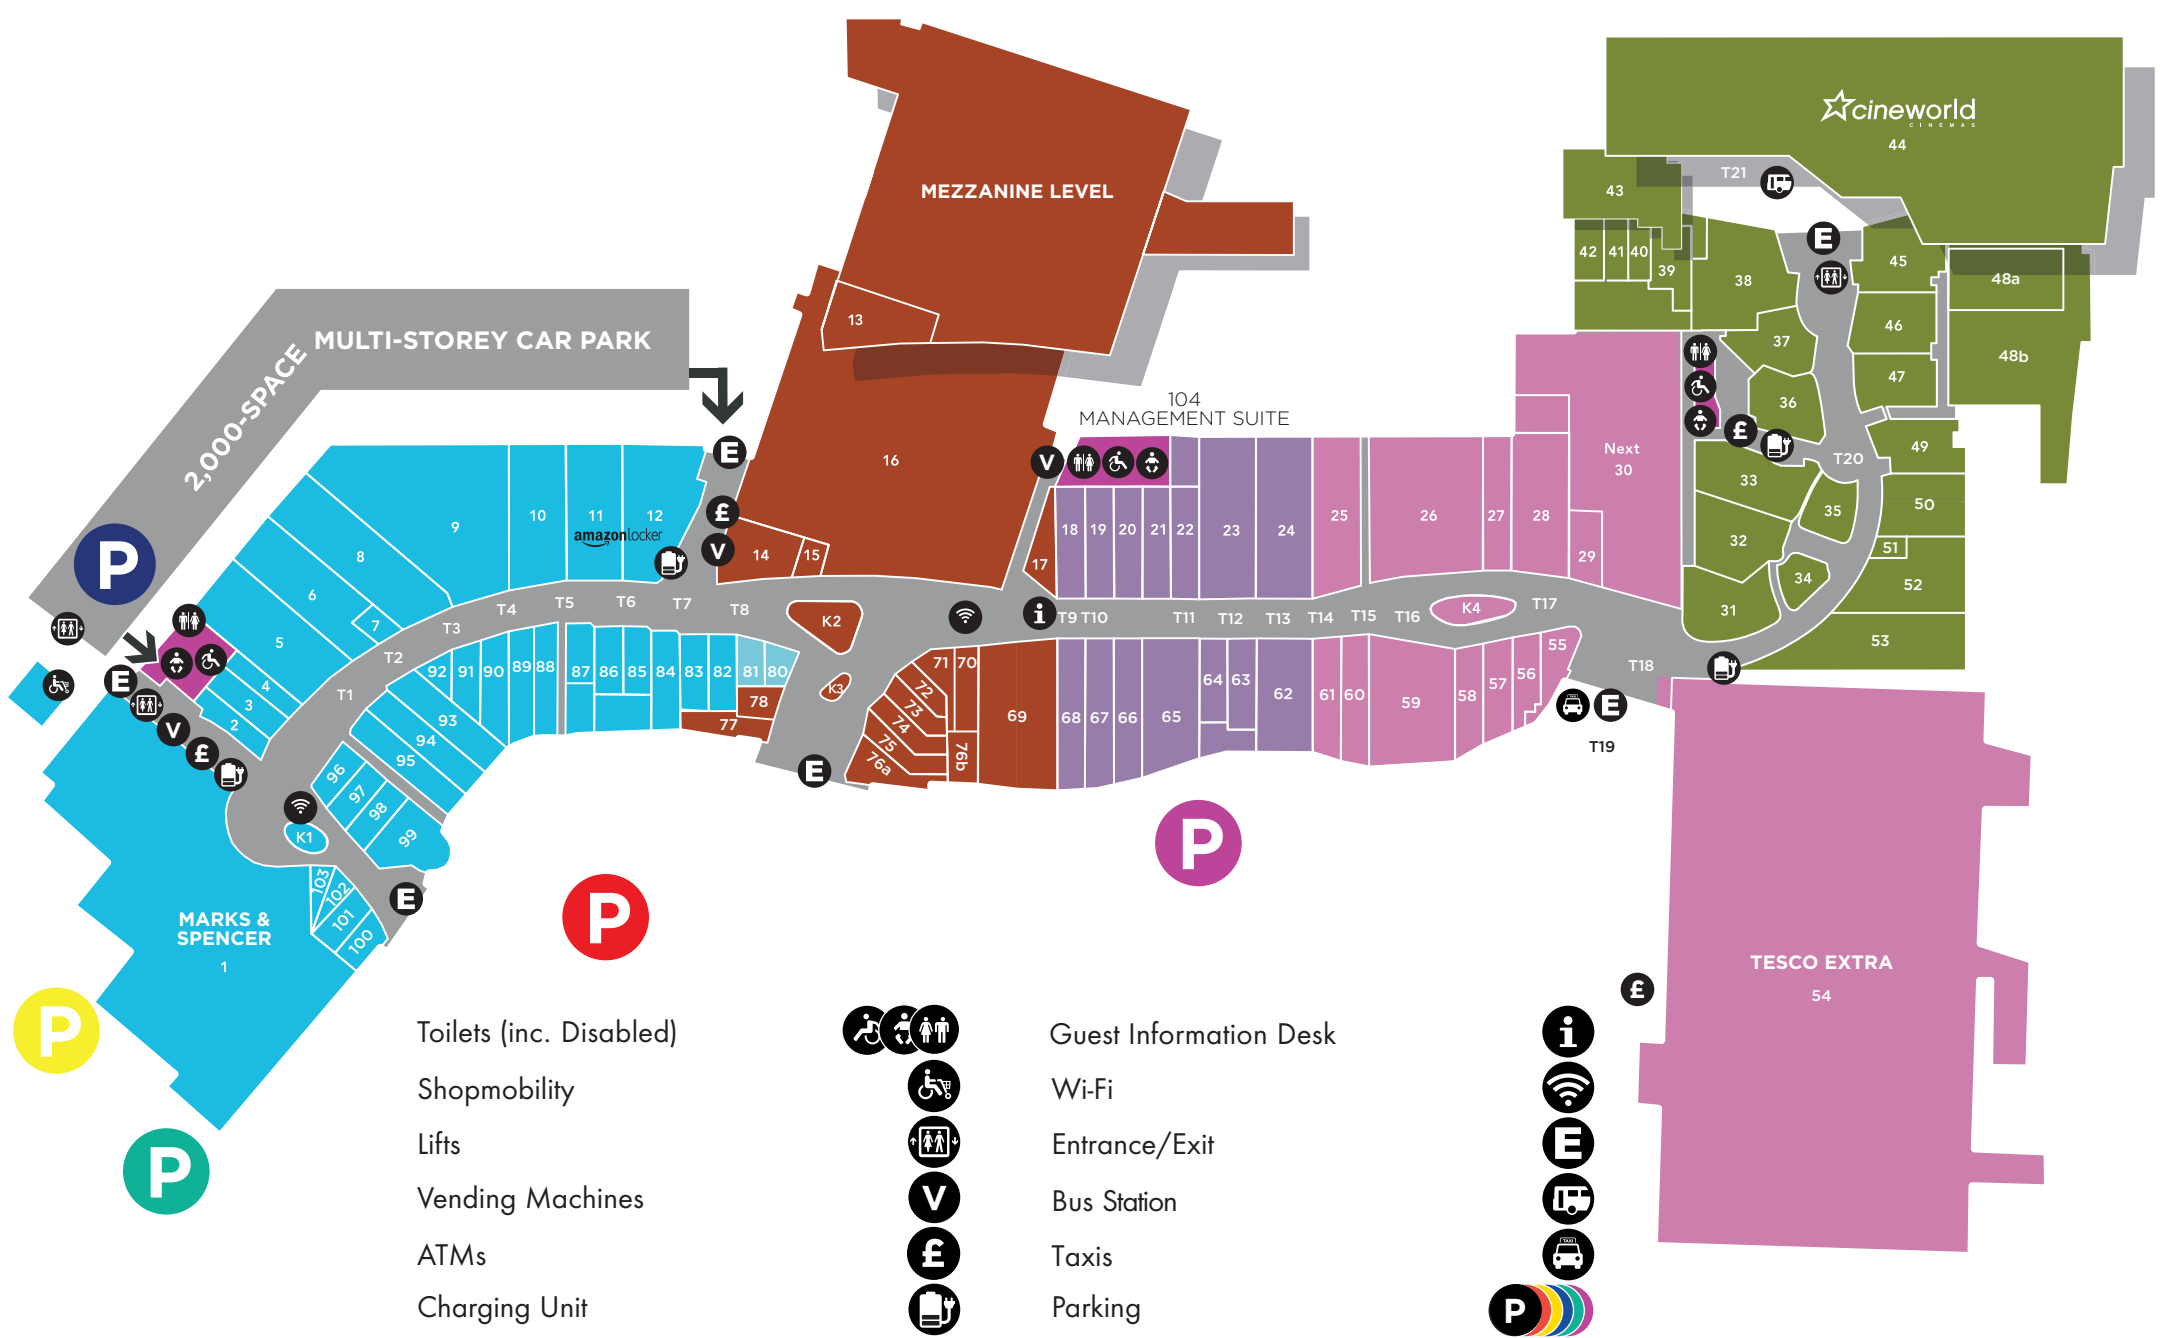 cineworld
CINEMAS
44
T21
43
MEZZANINE LEVEL
E
42 41 40
39
38
45
48a
13
37
46
48b
MULTI-STOREY CAR PARK
2,000-SPACE
36
47
104
MANAGEMENT SUITE
£
E
16
V
Next
30
T20
49
33
9
10
11
12
amazonlocker
£
V
14
15
17
18
19
20
21
22
23
24
25
26
27
28
29
32
35
50
51
52
34
31
53
P
8
6
7
5
4
3
2
E
V
£
T1
T2
T3
T4
T5
T6
T7
T8
K2
K3
i
T9
T10
T11
T12
T13
T14
T15
T16
K4
T17
T18
E
T19
92
91
90
89
88
87
86
85
84
83
82
81
80
78
77
93
94
95
96
97
98
99
K1
E
E
71
70
72
73
74
75
76a
76b
69
68
67
66
65
64
63
62
61
60
59
58
57
56
55
103
102
101
100
MARKS &
SPENCER
1
P
P
P
P
£
TESCO EXTRA
54
Toilets (inc. Disabled)
Shopmobility
Lifts
Vending Machines
V
ATMs
£
Charging Unit
Guest Information Desk
i
Wi-Fi
Entrance/Exit
E
Bus Station
Taxis
TAXI
Parking
P